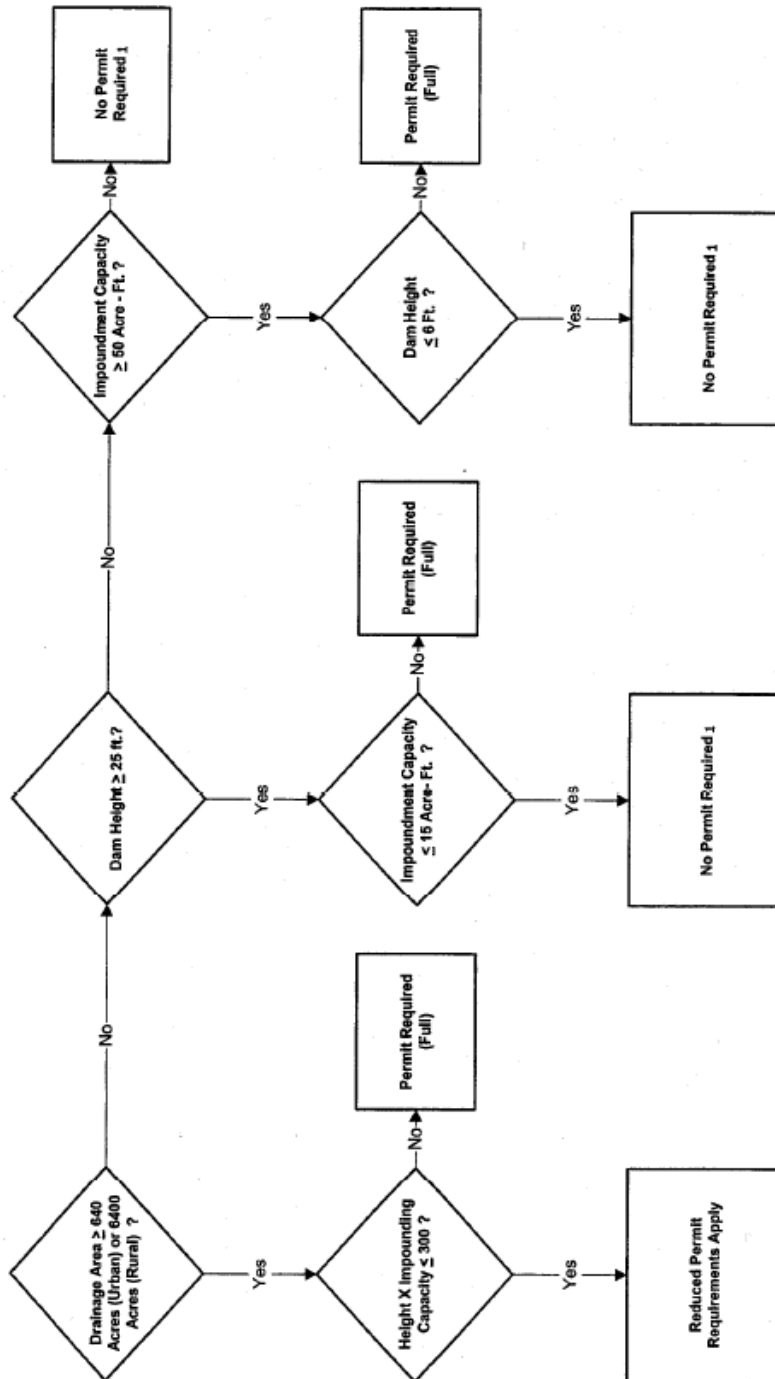 Drainage Area ≥ 640
Acres (Urban) or 6400
Acres (Rural) ?
No
Dam Height ≥ 25 ft.?
No
Impoundment Capacity
≥ 50 Acre - Ft. ?
No
No Permit
Required 1
Yes
Yes
Yes
Height X Impounding
Capacity ≤ 300 ?
No
Permit Required
(Full)
Impoundment Capacity
≤ 15 Acre- Ft. ?
No
Permit Required
(Full)
Dam Height
≤ 6 Ft. ?
No
Permit Required
(Full)
Yes
Yes
Yes
Reduced Permit
Requirements Apply
No Permit Required 1
No Permit Required 1